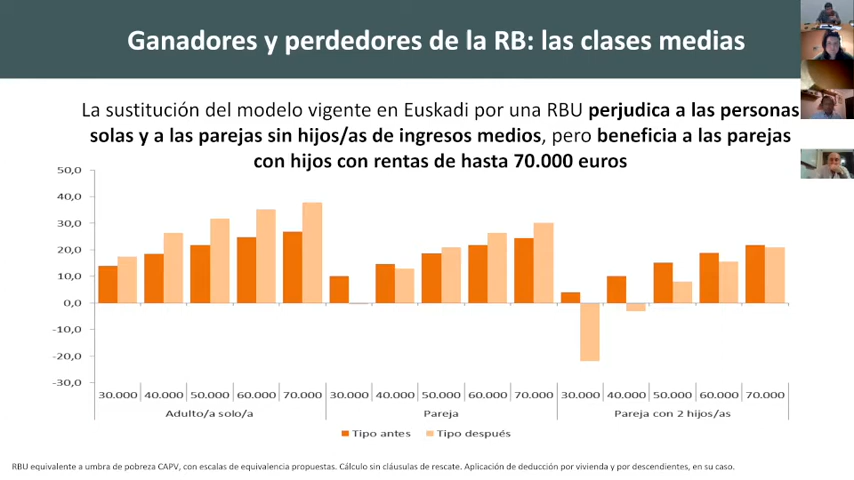 Ganadores y perdedores de la RB: las clases medias
La sustitución del modelo vigente en Euskadi por una RBU perjudica a las personas
solas y a las parejas sin hijos/as de ingresos medios, pero beneficia a las parejas
con hijos con rentas de hasta 70.000 euros
50,0
40,0
30,0
20,0
10,0
0,0
-10,0
-20,0
-30,0
30.000 40.000 50.000 60.000 70.000 30.000 40.000 50.000 60.000 70.000 30.000 40.000 50.000 60.000 70.000
Adulto/a solo/a Pareja Pareja con 2 hijos/as
Tipo antes Tipo después
RBU equivalente a umbra de pobreza CAPV, con escalas de equivalencia propuestas. Cálculo sin cláusulas de rescate. Aplicación de deducción por vivienda y por descendientes, en su caso.